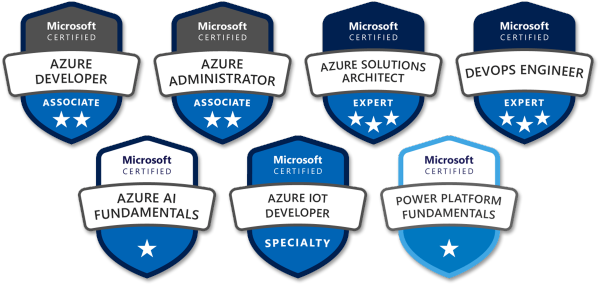 Microsoft
CERTIFIED
AZURE
DEVELOPER
ASSOCIATE
Microsoft
CERTIFIED
AZURE
ADMINISTRATOR
ASSOCIATE
Microsoft
CERTIFIED
AZURE SOLUTIONS
ARCHITECT
EXPERT
Microsoft
CERTIFIED
DEVOPS ENGINEER
EXPERT
Microsoft
CERTIFIED
AZURE AI
FUNDAMENTALS
Microsoft
CERTIFIED
AZURE IOT
DEVELOPER
SPECIALTY
Microsoft
CERTIFIED
POWER PLATFORM
FUNDAMENTALS